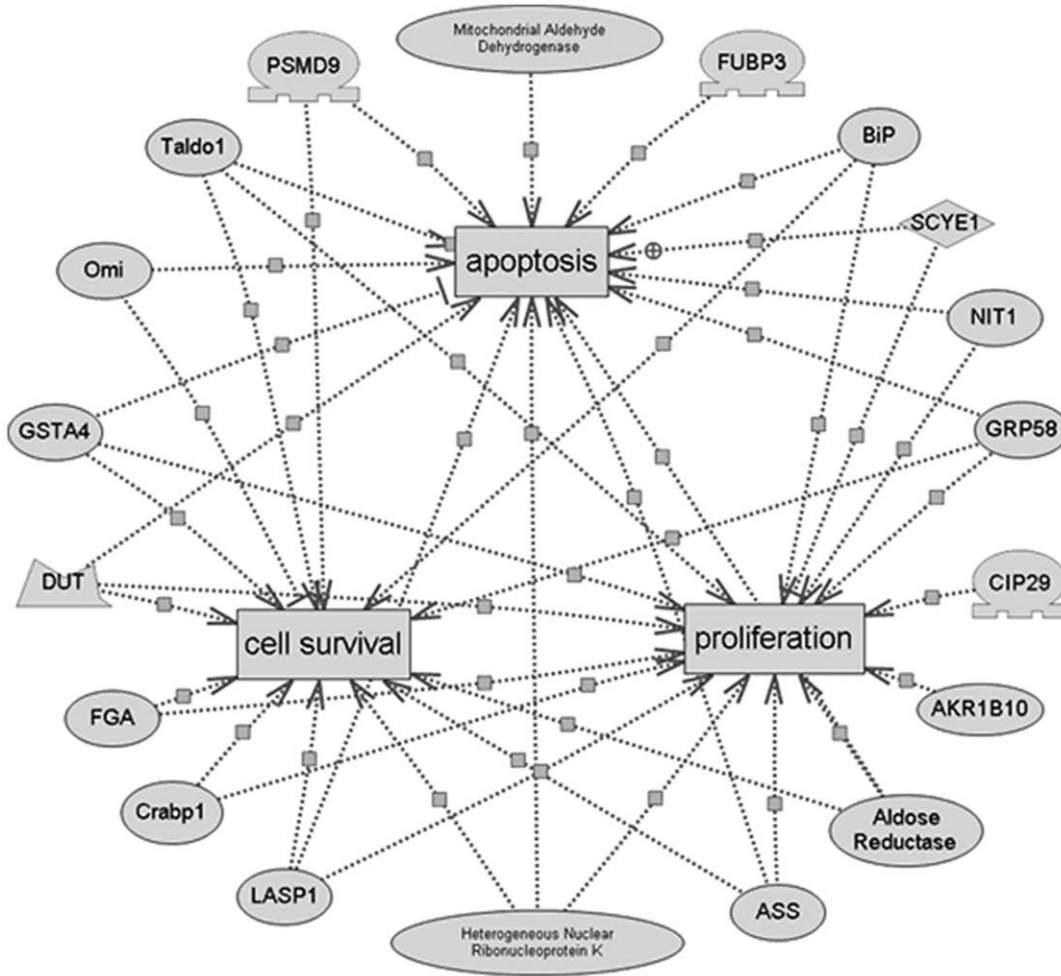 Mitochondrial Aldehyde
Dehydrogenase
PSMD9
FUBP3
Taldo1
BiP
SCYE1
Omi
apoptosis
NIT1
GSTA4
GRP58
DUT
CIP29
cell survival
proliferation
FGA
AKR1B10
Crabp1
Aldose
Reductase
LASP1
ASS
Heterogeneous Nuclear
Ribonucleoprotein K